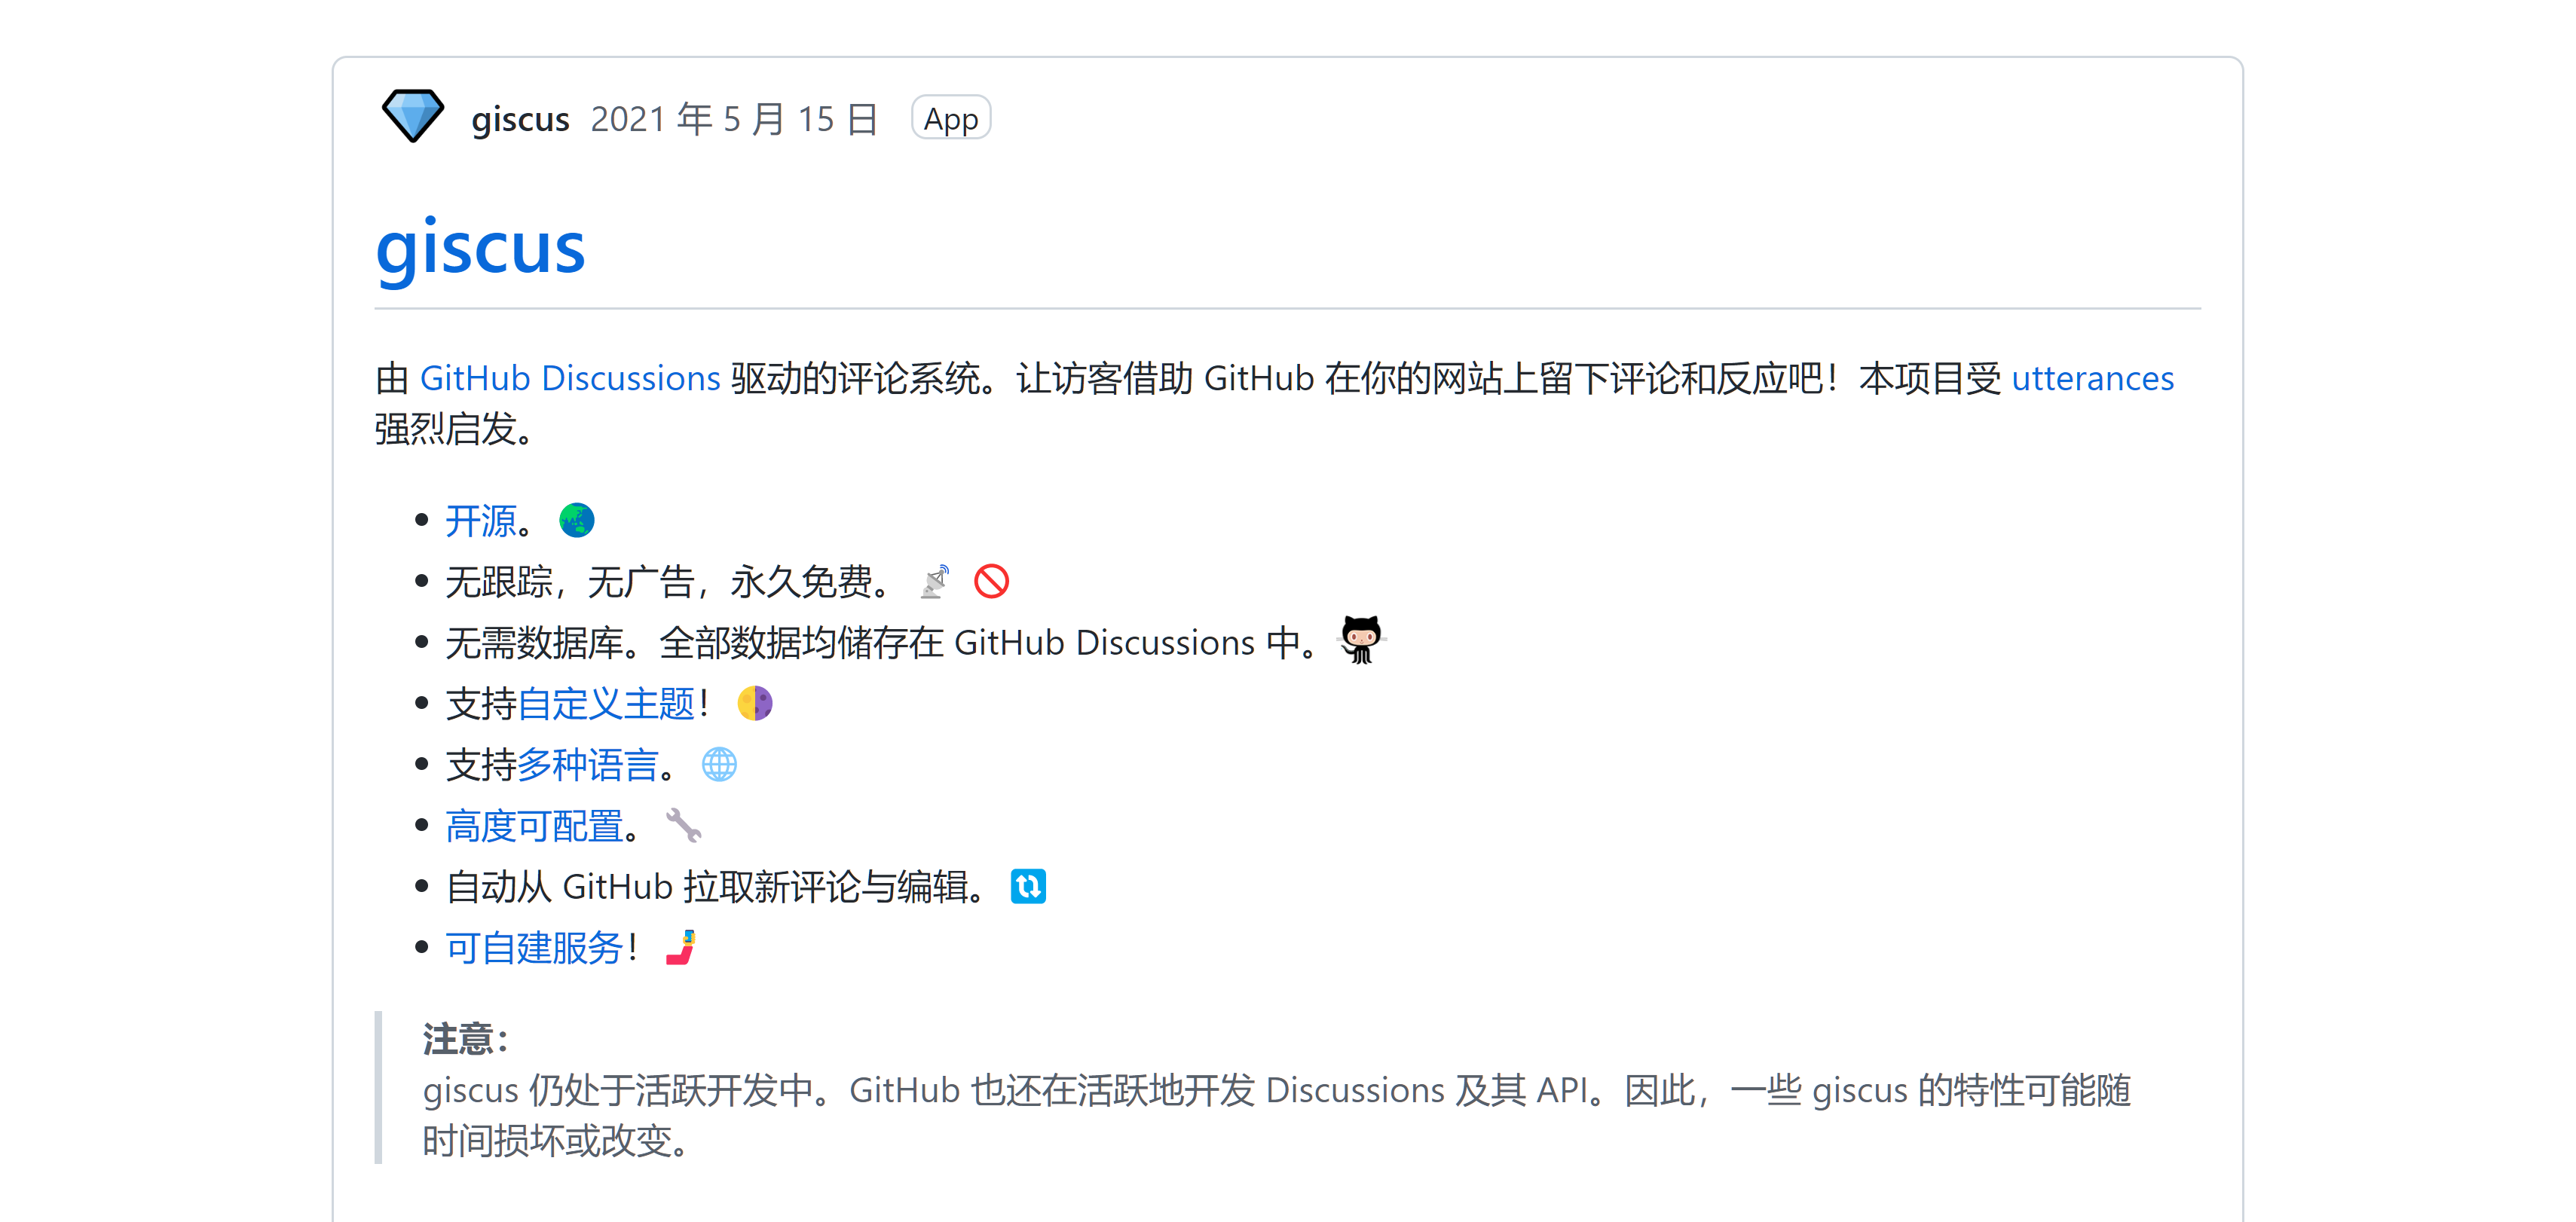 giscus 2021 年 5 月 15 日 App
giscus
由 GitHub Discussions 驱动的评论系统。让访客借助 GitHub 在你的网站上留下评论和反应吧！本项目受 utterances
强烈启发。
开源。🌏
无跟踪，无广告，永久免费。📡 🚫
无需数据库。全部数据均储存在 GitHub Discussions 中。
支持自定义主题！🌗
支持多种语言。🌐
高度可配置。🔧
自动从 GitHub 拉取新评论与编辑。🔃
可自建服务！🤳
注意：
giscus 仍处于活跃开发中。GitHub 也还在活跃地开发 Discussions 及其 API。因此，一些 giscus 的特性可能随
时间损坏或改变。